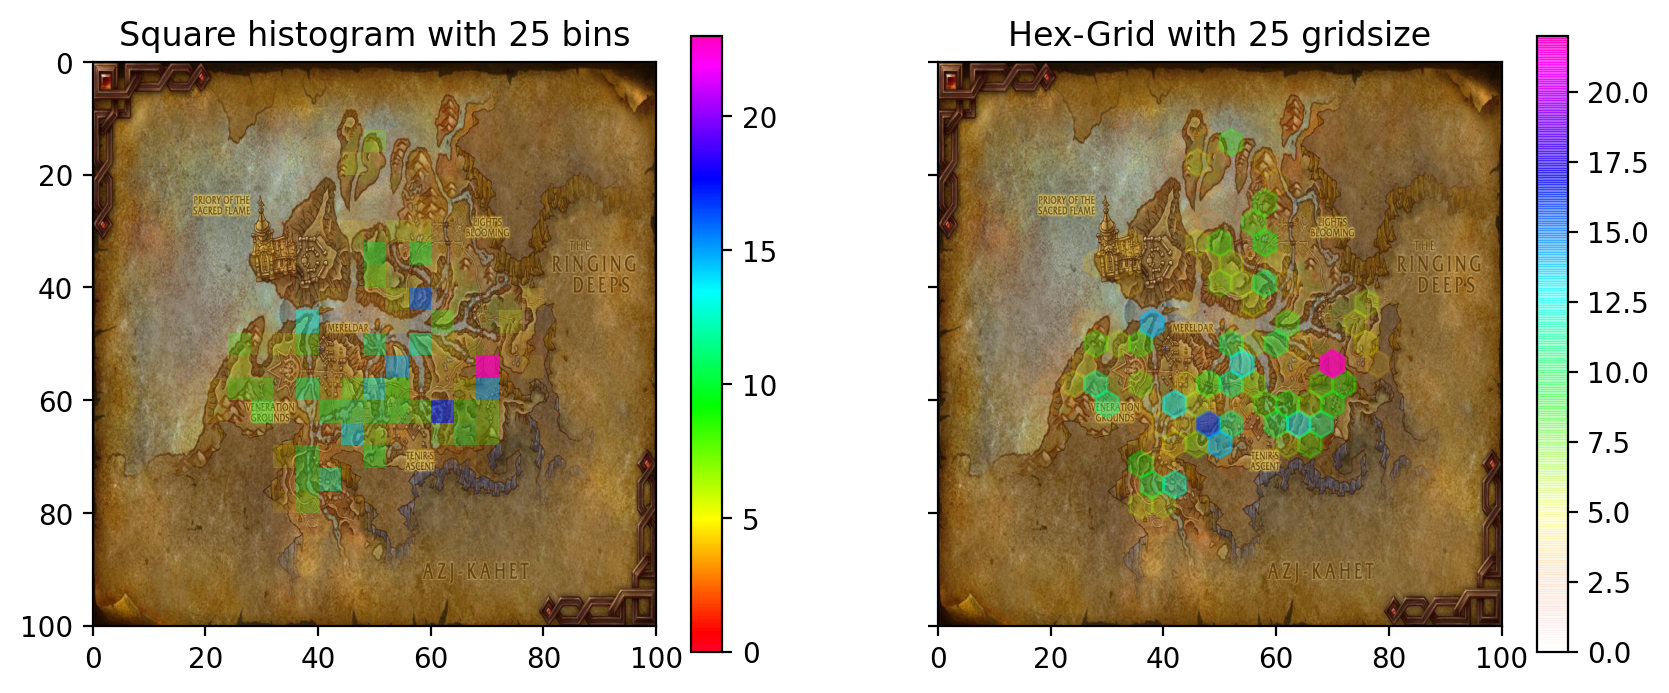 Square histogram with 25 bins
0
20
40
60
80
100
0
20
40
60
80
100
PRIORY OF THE
SACRED FLAME
LIGHT'S
BLOOMING
THE
RINGING
DEEPS
MERELDAR
VENERATION
GROUNDS
TENIR'S
ASCENT
AZJ-KAHET
20
15
10
5
0
Hex-Grid with 25 gridsize
0
20
40
60
80
100
PRIORY OF THE
SACRED FLAME
LIGHT'S
BLOOMING
THE
RINGING
DEEPS
MERELDAR
VENERATION
GROUNDS
TENIR'S
ASCENT
AZJ-KAHET
20.0
17.5
15.0
12.5
10.0
7.5
5.0
2.5
0.0